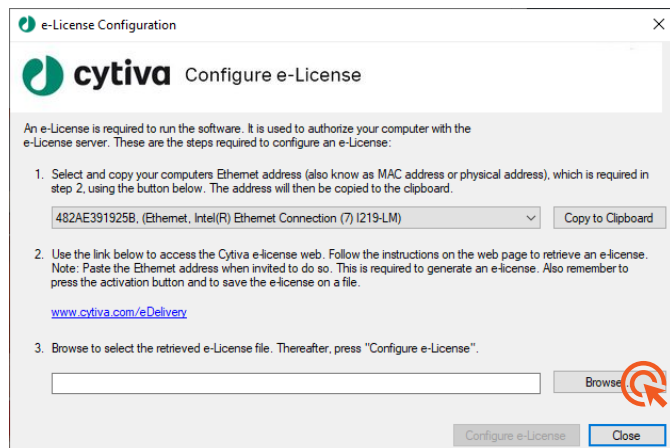 e-License Configuration
cytiva Configure e-License
An e-License is required to run the software. It is used to authorize your computer with the
e-License server. These are the steps required to configure an e-License:
1. Select and copy your computers Ethernet address (also know as MAC address or physical address), which is required in
step 2, using the button below. The address will then be copied to the clipboard.
482AE391925B, (Ethernet, Intel(R) Ethernet Connection (7) I219-LM) Copy to Clipboard
2. Use the link below to access the Cytiva e-license web. Follow the instructions on the web page to retrieve an e-license.
Note: Paste the Ethernet address when invited to do so. This is required to generate an e-license. Also remember to
press the activation button and to save the e-license on a file.
www.cytiva.com/eDelivery
3. Browse to select the retrieved e-License file. Thereafter, press "Configure e-License".
Browse...
Configure e-License Close